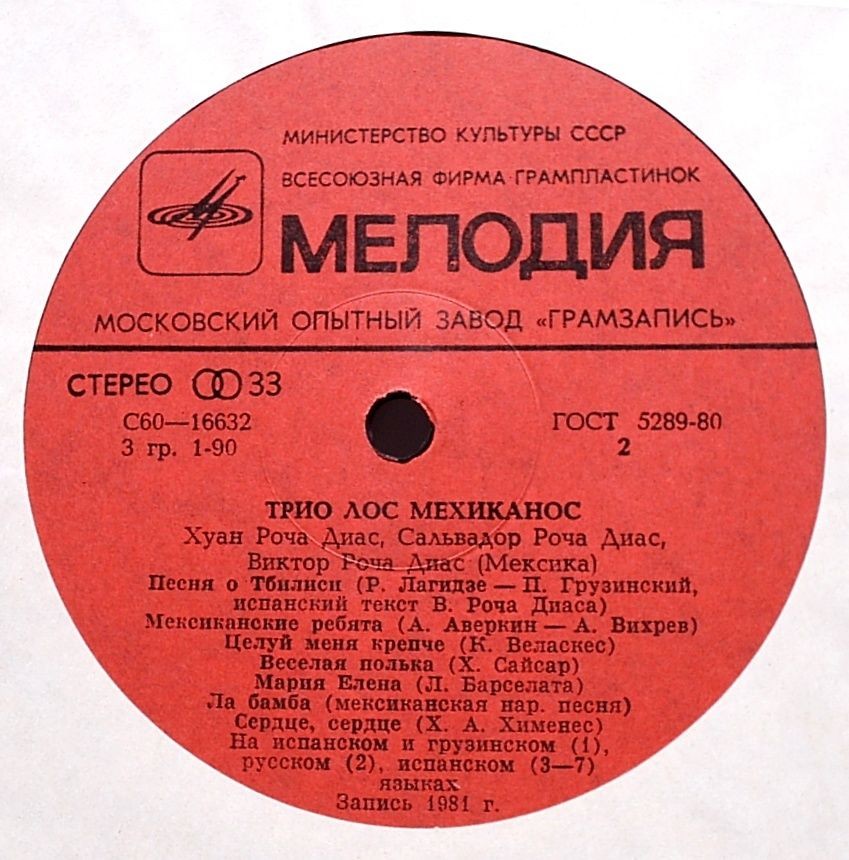 МИНИСТЕРСТВО КУЛЬТУРЫ СССР
ВСЕСОЮЗНАЯ ФИРМА ГРАМПЛАСТИНОК
МЕЛОДИЯ
МОСКОВСКИЙ ОПЫТНЫЙ ЗАВОД «ГРАМЗАПИСЬ»
СТЕРЕО 33
С60—16632
3 гр. 1-90
ГОСТ 5289-80
2
ТРИО ЛОС МЕХИКАНОС
Хуан Роча Диас, Сальвадор Роча Диас,
Виктор Роча Диас (Мексика)
Песня о Тбилиси (Р. Лагидзе — П. Грузинский,
испанский текст В. Роча Диаса)
Мексиканские ребята (А. Аверкин — А. Вихрев)
Целуй меня крепче (К. Веласкес)
Веселая полька (Х. Сайсар)
Мария Елена (Л. Барселата)
Ла бамба (мексиканская нар. песня)
Сердце, сердце (Х. А. Хименес)
На испанском и грузинском (1),
русском (2), испанском (3—7)
языках
Запись 1981 г.